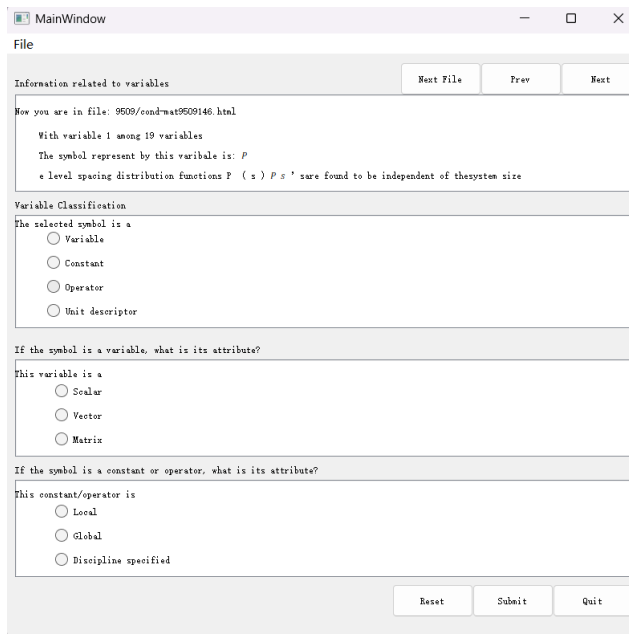 MainWindow
File
Next File Prev Next
Information related to variables
Now you are in file: 9509/cond-mat9509146.html
With variable 1 among 19 variables
The symbol represent by this varibale is: P
e level spacing distribution functions P ( s ) P s ' sare found to be independent of thesystem size
Variable Classification
The selected symbol is a
Variable
Constant
Operator
Unit descriptor
If the symbol is a variable, what is its attribute?
This variable is a
Scalar
Vector
Matrix
If the symbol is a constant or operator, what is its attribute?
This constant/operator is
Local
Global
Discipline specified
Reset Submit Quit